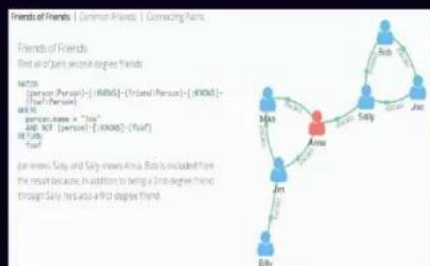 Friends of Friends | Common Friends | Connecting Paths
Friends of Friends
Find all of Joe's second-degree friends
MATCH
(person:Person)-[:KNOWS]-(friend:Person)-[:KNOWS]-
(foaf:Person)
WHERE
person.name = "Joe"
AND NOT (person)-[:KNOWS]-(foaf)
RETURN
foaf
Joe knows Sally, and Sally knows Anna. Bob is excluded from
the result because, in addition to being a 2nd-degree friend
through Sally, he's also a first-degree friend.
Bob
Mike
Sally
Joe
Anna
Jim
Billy